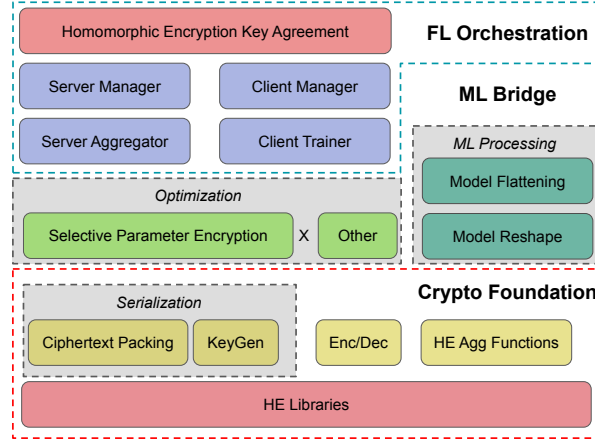 Homomorphic Encryption Key Agreement
FL Orchestration
Server Manager
Client Manager
ML Bridge
Server Aggregator
Client Trainer
ML Processing
Model Flattening
Model Reshape
Optimization
Selective Parameter Encryption
X
Other
Crypto Foundation
Serialization
Ciphertext Packing
KeyGen
Enc/Dec
HE Agg Functions
HE Libraries